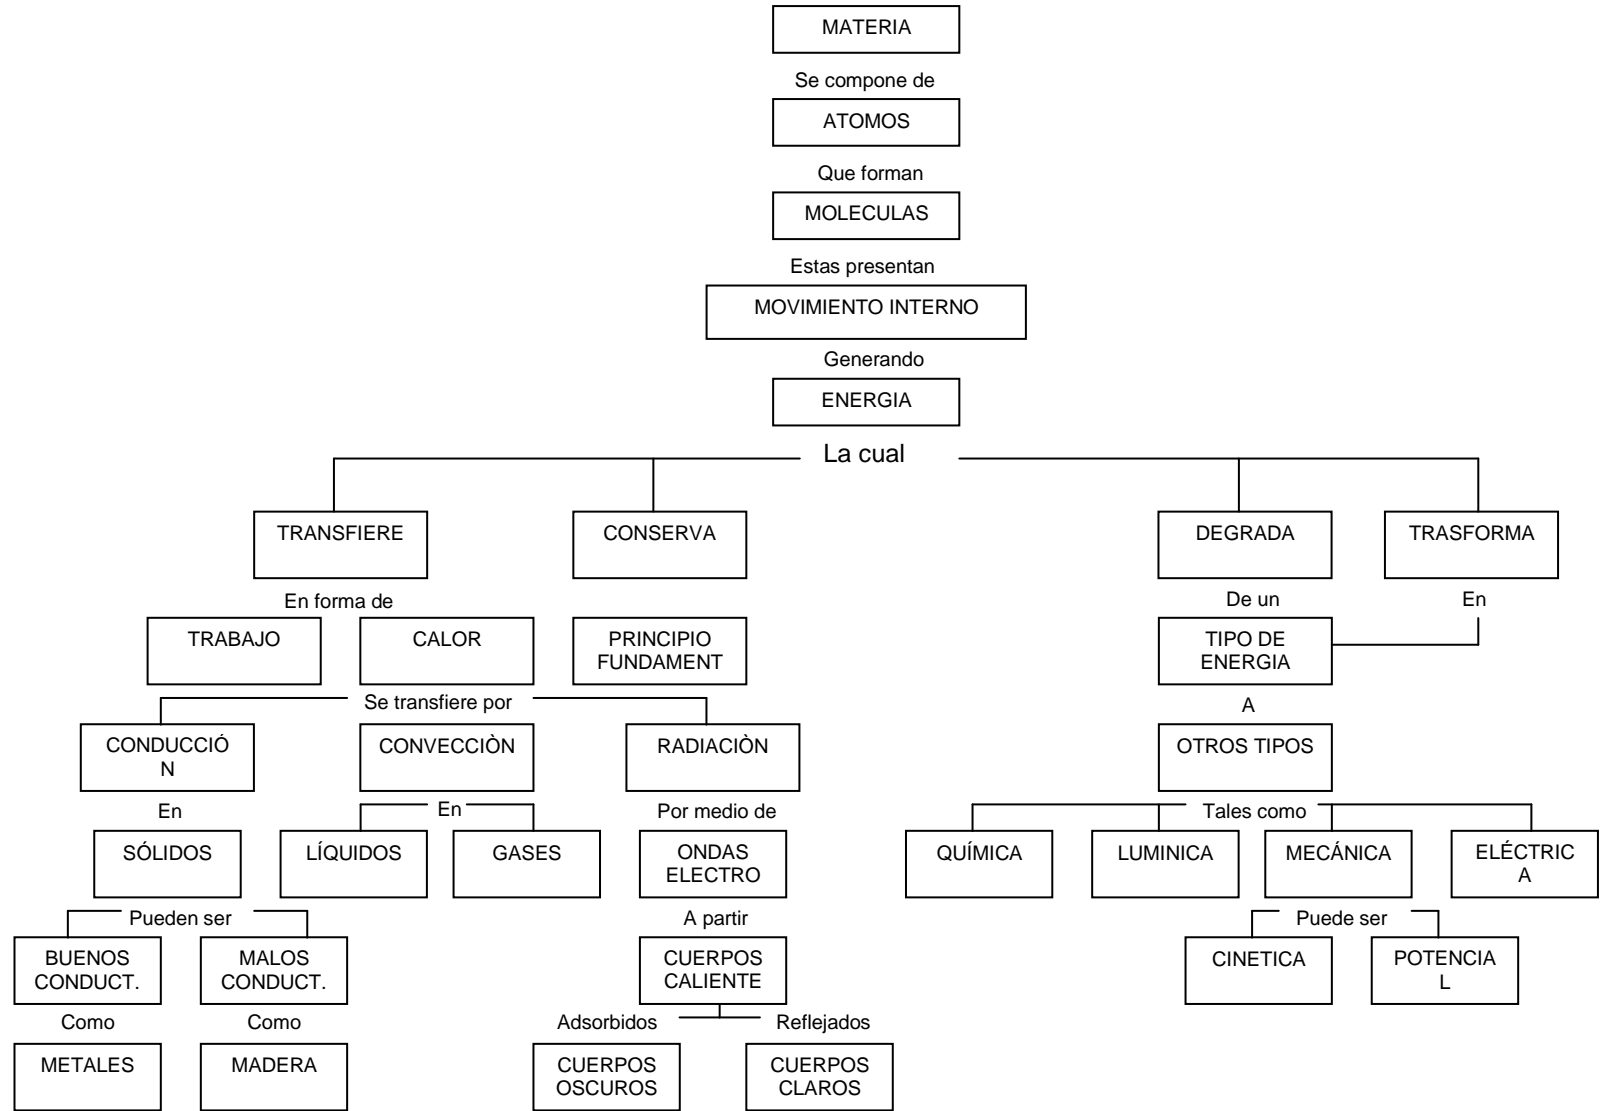 MATERIA
Se compone de
ATOMOS
Que forman
MOLECULAS
Estas presentan
MOVIMIENTO INTERNO
Generando
ENERGIA
La cual
TRANSFIERE
CONSERVA
DEGRADA
TRASFORMA
En forma de
De un
En
TRABAJO
CALOR
PRINCIPIO
FUNDAMENT
TIPO DE
ENERGIA
Se transfiere por
A
CONDUCCIÓ
N
CONVECCIÒN
RADIACIÒN
OTROS TIPOS
En
En
Por medio de
Tales como
SÓLIDOS
LÍQUIDOS
GASES
ONDAS
ELECTRO
QUÍMICA
LUMINICA
MECÁNICA
ELÉCTRIC
A
Pueden ser
A partir
Puede ser
BUENOS
CONDUCT.
MALOS
CONDUCT.
CUERPOS
CALIENTE
CINETICA
POTENCIA
L
Como
Como
Adsorbidos
Reflejados
METALES
MADERA
CUERPOS
OSCUROS
CUERPOS
CLAROS